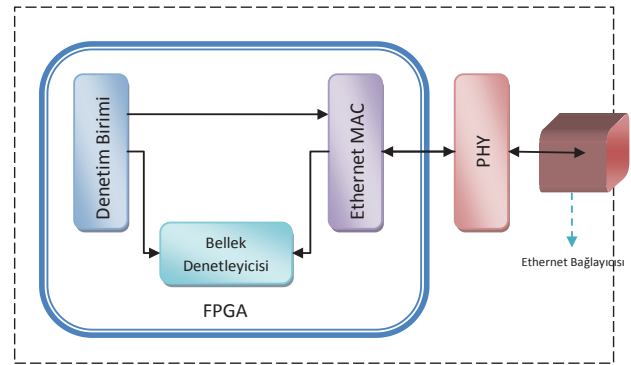 Denetim Birimi
Ethernet MAC
PHY
Bellek
Denetleyicisi
FPGA
Ethernet Bağlayıcısı